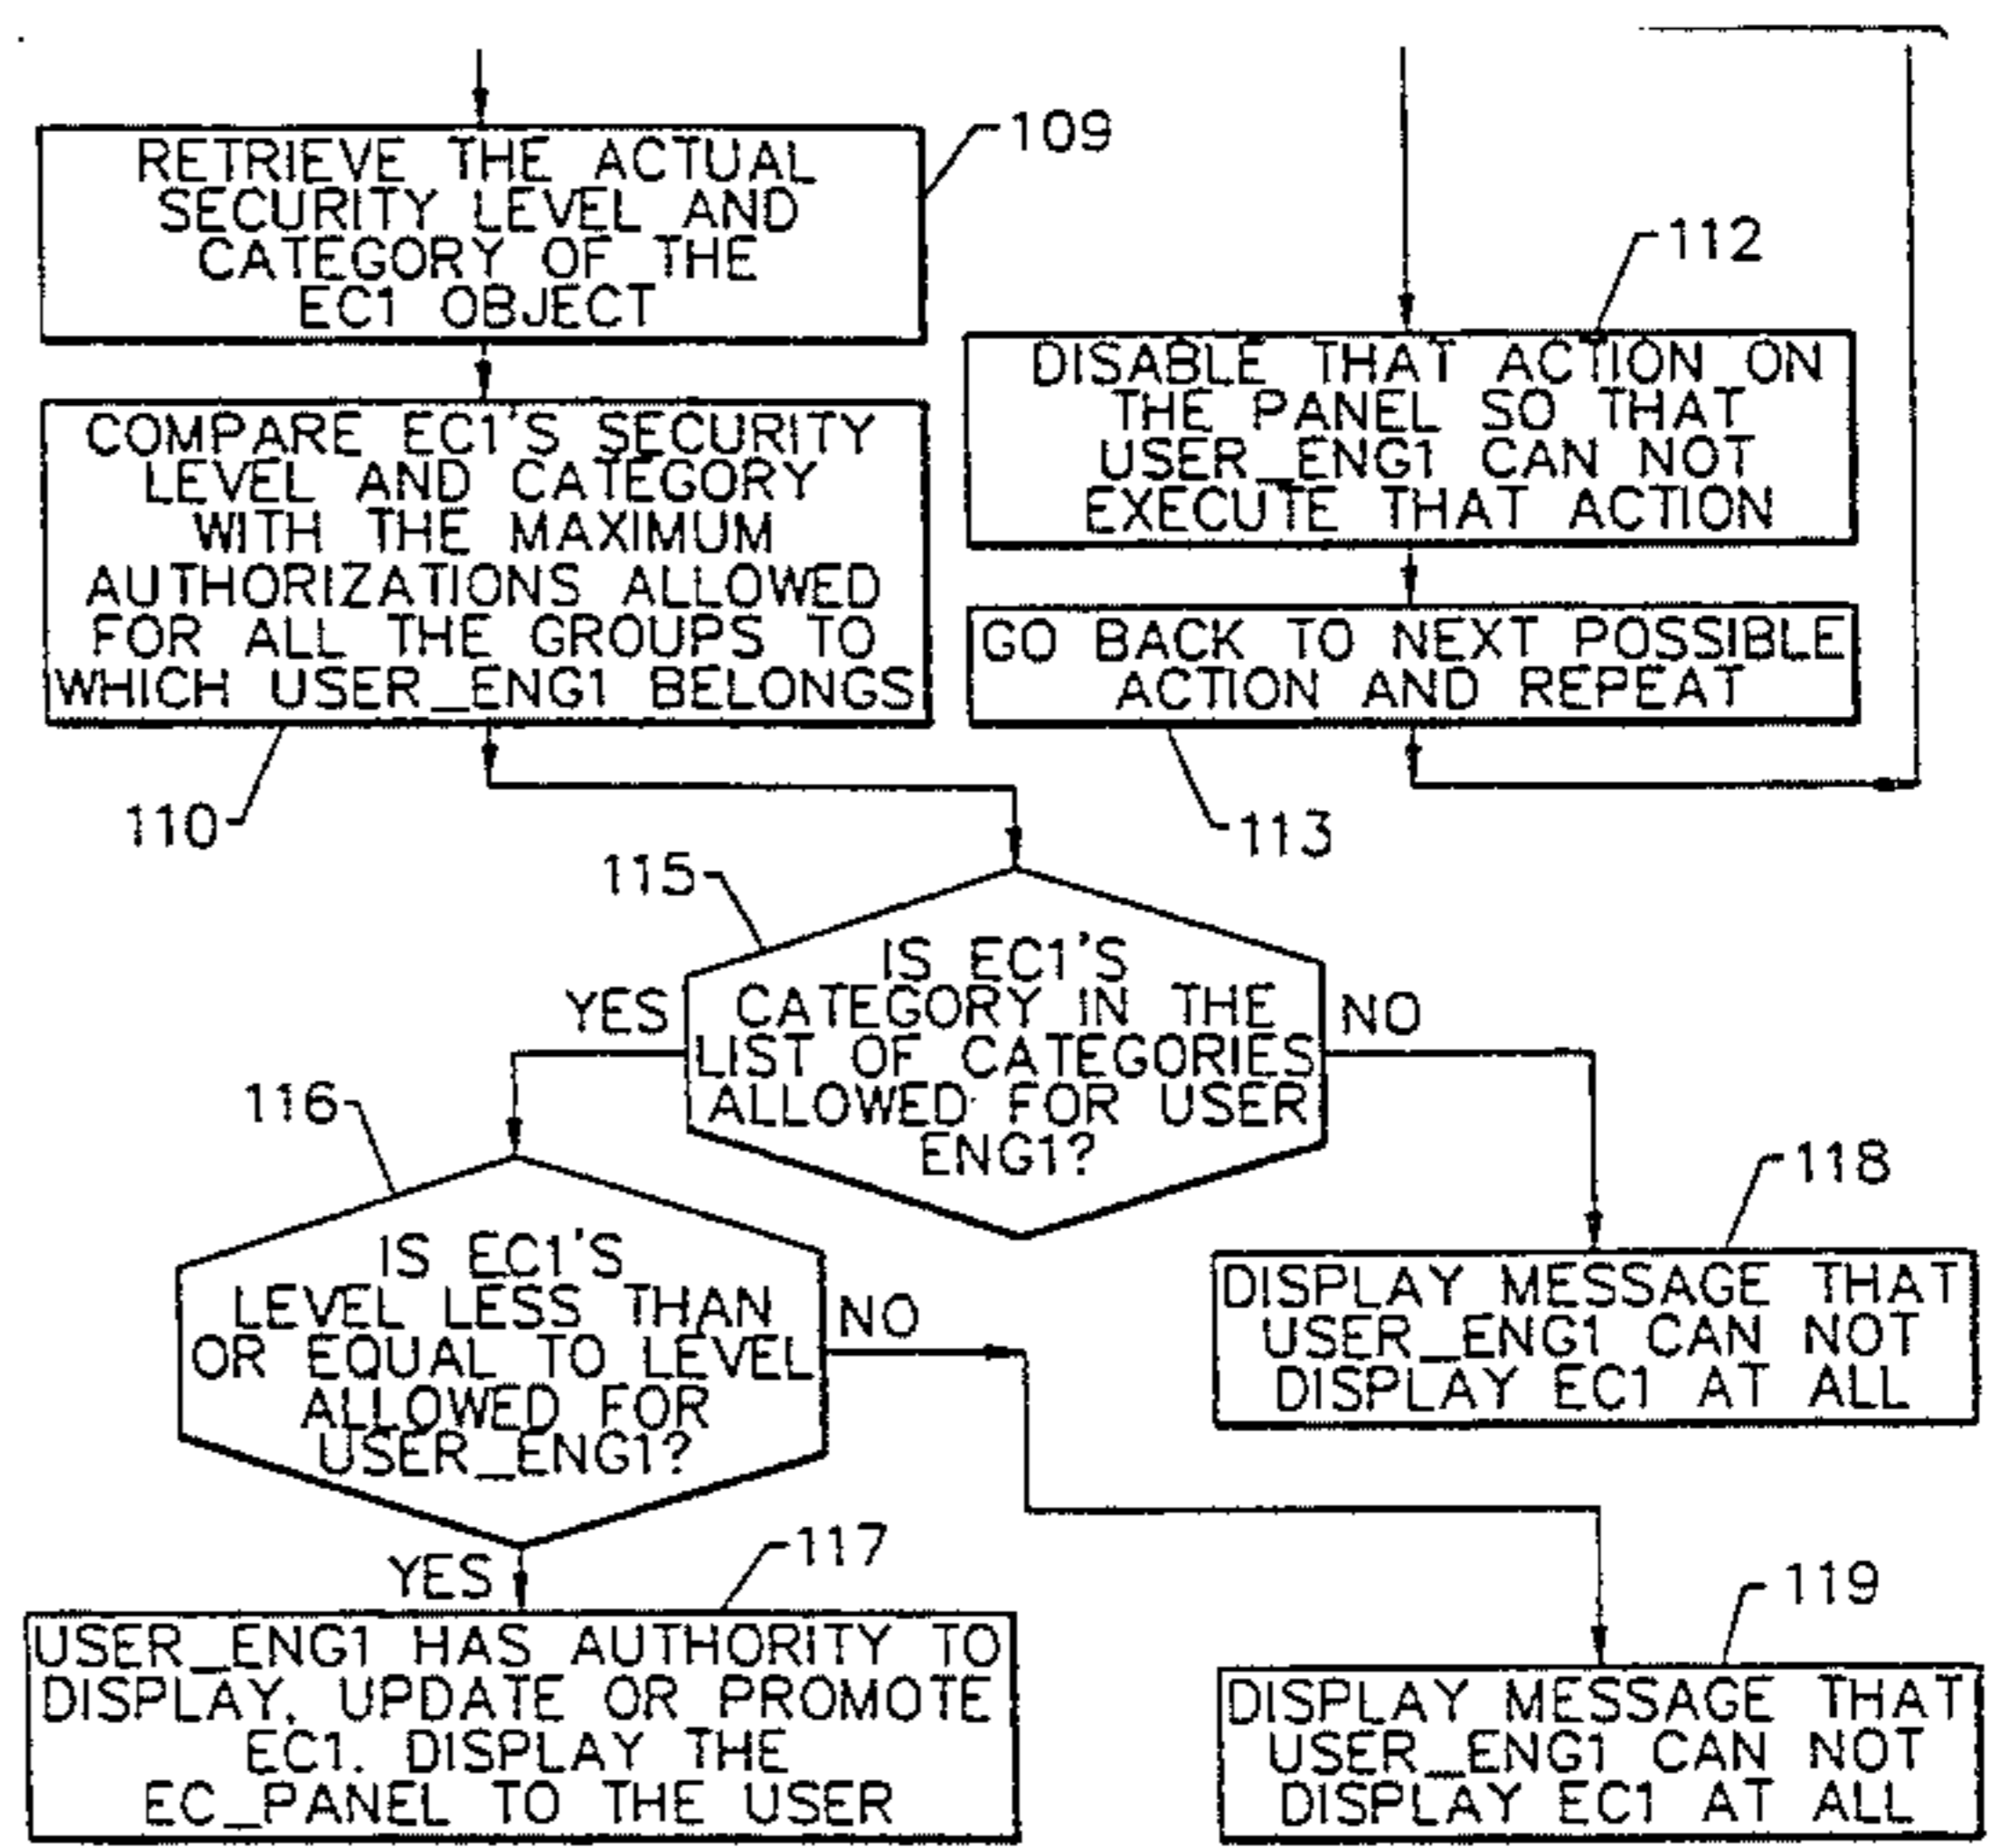 RETRIEVE THE ACTUAL
SECURITY LEVEL AND
CATEGORY OF THE
EC1 OBJECT
109
COMPARE EC1'S SECURITY
LEVEL AND CATEGORY
WITH THE MAXIMUM
AUTHORIZATIONS ALLOWED
FOR ALL THE GROUPS TO
WHICH USER_ENG1 BELONGS
110
112
DISABLE THAT ACTION ON
THE PANEL SO THAT
USER_ENG1 CAN NOT
EXECUTE THAT ACTION
GO BACK TO NEXT POSSIBLE
ACTION AND REPEAT
113
115
IS EC1'S
CATEGORY IN THE
LIST OF CATEGORIES
ALLOWED FOR USER
ENG1?
YES
NO
116
IS EC1'S
LEVEL LESS THAN
OR EQUAL TO LEVEL
ALLOWED FOR
USER_ENG1?
NO
YES
118
DISPLAY MESSAGE THAT
USER_ENG1 CAN NOT
DISPLAY EC1 AT ALL
117
USER_ENG1 HAS AUTHORITY TO
DISPLAY, UPDATE OR PROMOTE
EC1. DISPLAY THE
EC_PANEL TO THE USER
119
DISPLAY MESSAGE THAT
USER_ENG1 CAN NOT
DISPLAY EC1 AT ALL